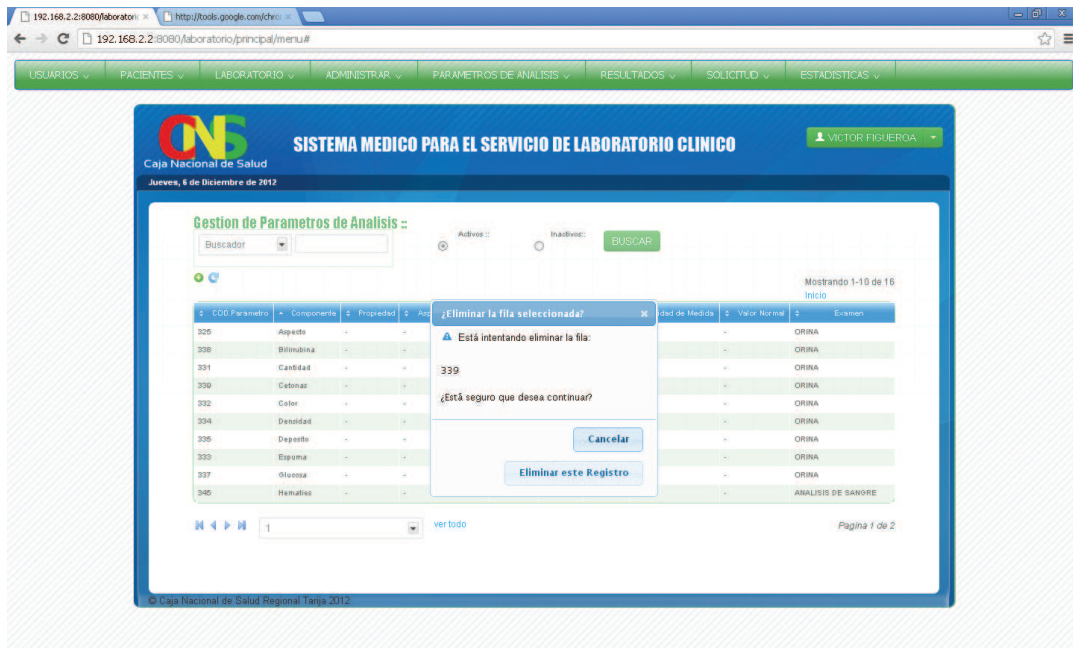 192.168.2.2:8080/laboratorio × http://tools.google.com/chro ×
192.168.2.2:8080/laboratorio/principal/menu#
USUARIOS PACIENTES LABORATORIO ADMINISTRAR PARAMETROS DE ANALISIS RESULTADOS SOLICITUD ESTADISTICAS
CNS
Caja Nacional de Salud
SISTEMA MEDICO PARA EL SERVICIO DE LABORATORIO CLINICO
VICTOR FIGUEROA
Jueves, 6 de Diciembre de 2012
Gestion de Parametros de Analisis ::
Buscador Activos :: Inactivos:: BUSCAR
Mostrando 1-10 de 16
Inicio
COD.Parametro Componente Propiedad idad de Medida Valor Normal Examen
325 Aspecto - - - ORINA
338 Bilirrubina - - - ORINA
331 Cantidad - - - ORINA
339 Cetonas - - - ORINA
332 Color - - - ORINA
334 Densidad - - - ORINA
335 Deposito - - - ORINA
333 Espuma - - - ORINA
337 Glucosa - - - ORINA
345 Hematies - - - ANALISIS DE SANGRE
¿Eliminar la fila seleccionada? ×
Está intentando eliminar la fila:
339
¿Está seguro que desea continuar?
Cancelar
Eliminar este Registro
1 ver todo Pagina 1 de 2
© Caja Nacional de Salud Regional Tarija 2012